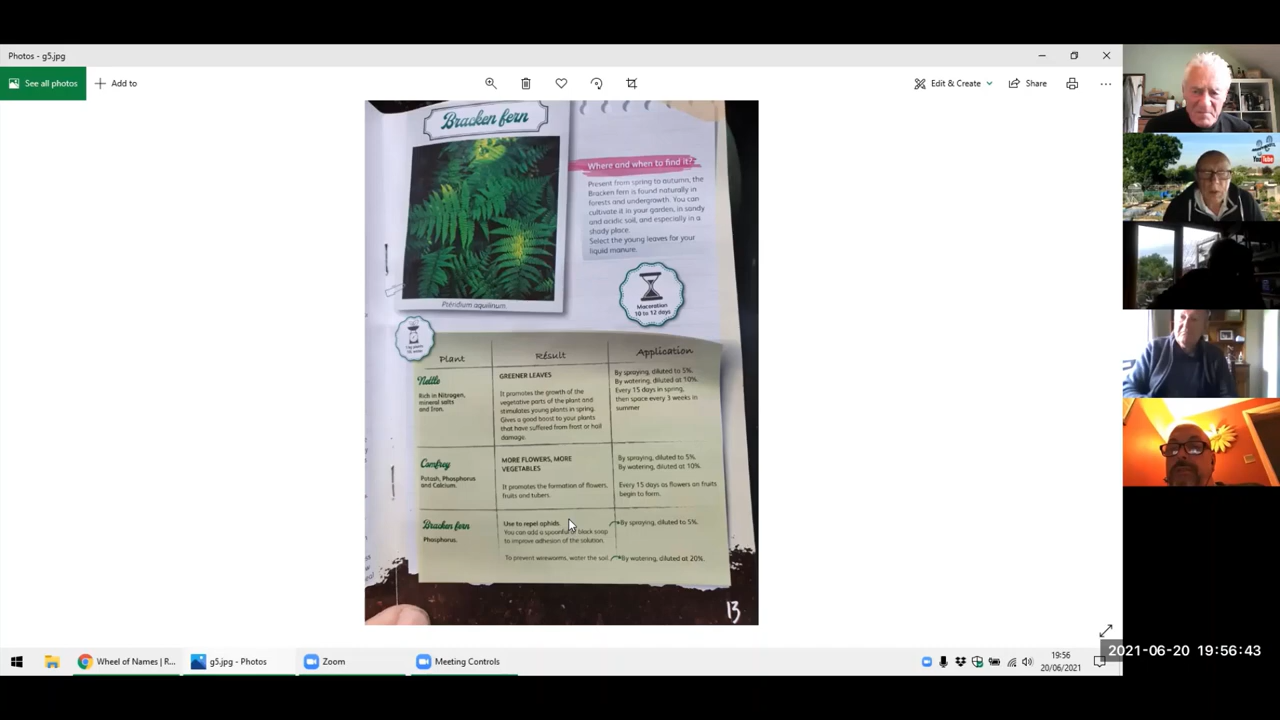 Photos - g5.jpg
See all photos
Add to
Edit & Create
Share
Bracken fern
Where and when to find it?
Present from spring to autumn, the
Bracken fern is found naturally in
forests and undergrowth. You can
cultivate it in your garden, in sandy
and acidic soil, and especially in a
shady place.
Select the young leaves for your
liquid manure.
Pteridium aquilinum
Maceration
10 to 12 days
Plant
Résult
Application
Nettle
Rich in Nitrogen,
mineral salts
and Iron.
GREENER LEAVES
It promotes the growth of the
vegetative parts of the plant and
stimulates young plants in spring.
Gives a good boost to your plants
that have suffered from frost or hail
damage.
By spraying, diluted to 5%.
By watering, diluted at 10%.
Every 15 days in spring,
then space every 3 weeks in
summer
Comfrey
Potash, Phosphorus
and Calcium.
MORE FLOWERS, MORE
VEGETABLES
It promotes the formation of flowers,
fruits and tubers.
By spraying, diluted to 5%.
By watering, diluted at 10%.
Every 15 days as flowers on fruits
begin to form.
Bracken fern
Phosphorus.
Use to repel aphids
You can add a spoonful of black soap
to improve adhesion of the solution.
To prevent wireworms, water the soil
By spraying, diluted to 5%.
By watering, diluted at 20%.
13
You
Tube
Wheel of Names | R...
g5.jpg - Photos
Zoom
Meeting Controls
19:56
20/06/2021
2021-06-20 19:56:43